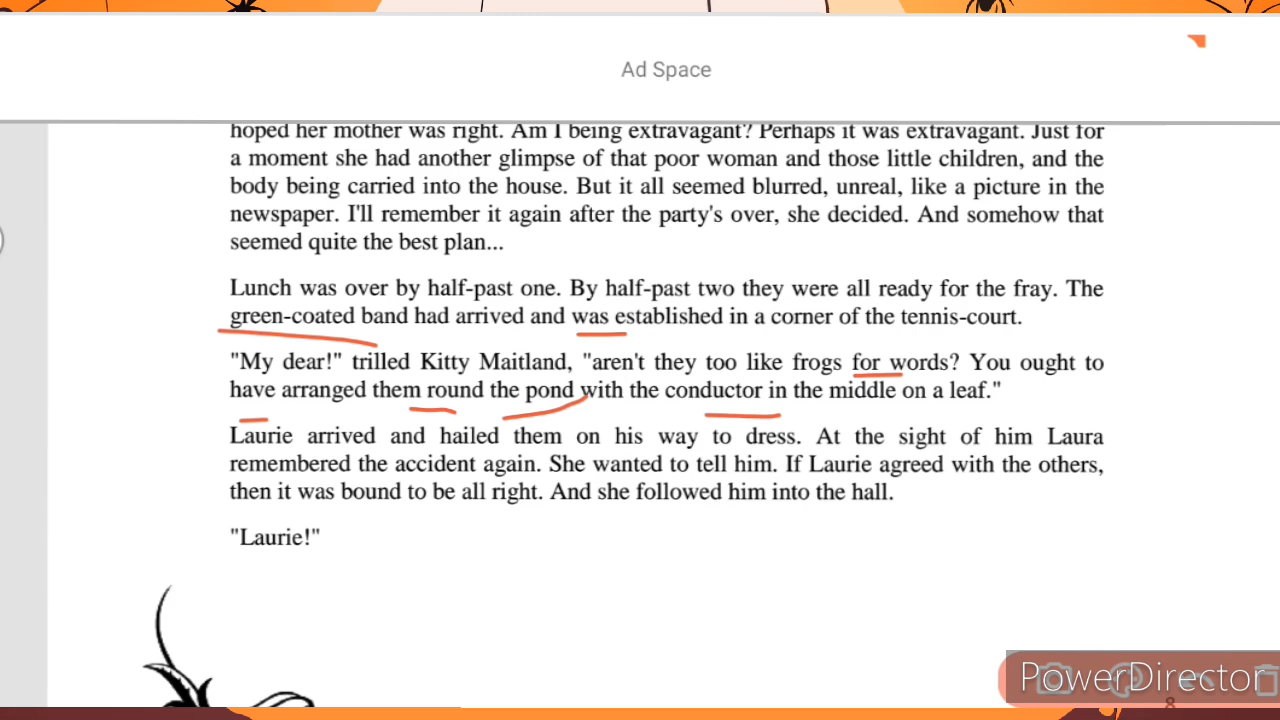 Ad Space
hoped her mother was right. Am I being extravagant? Perhaps it was extravagant. Just for
a moment she had another glimpse of that poor woman and those little children, and the
body being carried into the house. But it all seemed blurred, unreal, like a picture in the
newspaper. I'll remember it again after the party's over, she decided. And somehow that
seemed quite the best plan...
Lunch was over by half-past one. By half-past two they were all ready for the fray. The
green-coated band had arrived and was established in a corner of the tennis-court.
"My dear!" trilled Kitty Maitland, "aren't they too like frogs for words? You ought to
have arranged them round the pond with the conductor in the middle on a leaf."
Laurie arrived and hailed them on his way to dress. At the sight of him Laura
remembered the accident again. She wanted to tell him. If Laurie agreed with the others,
then it was bound to be all right. And she followed him into the hall.
"Laurie!"
PowerDirector
8